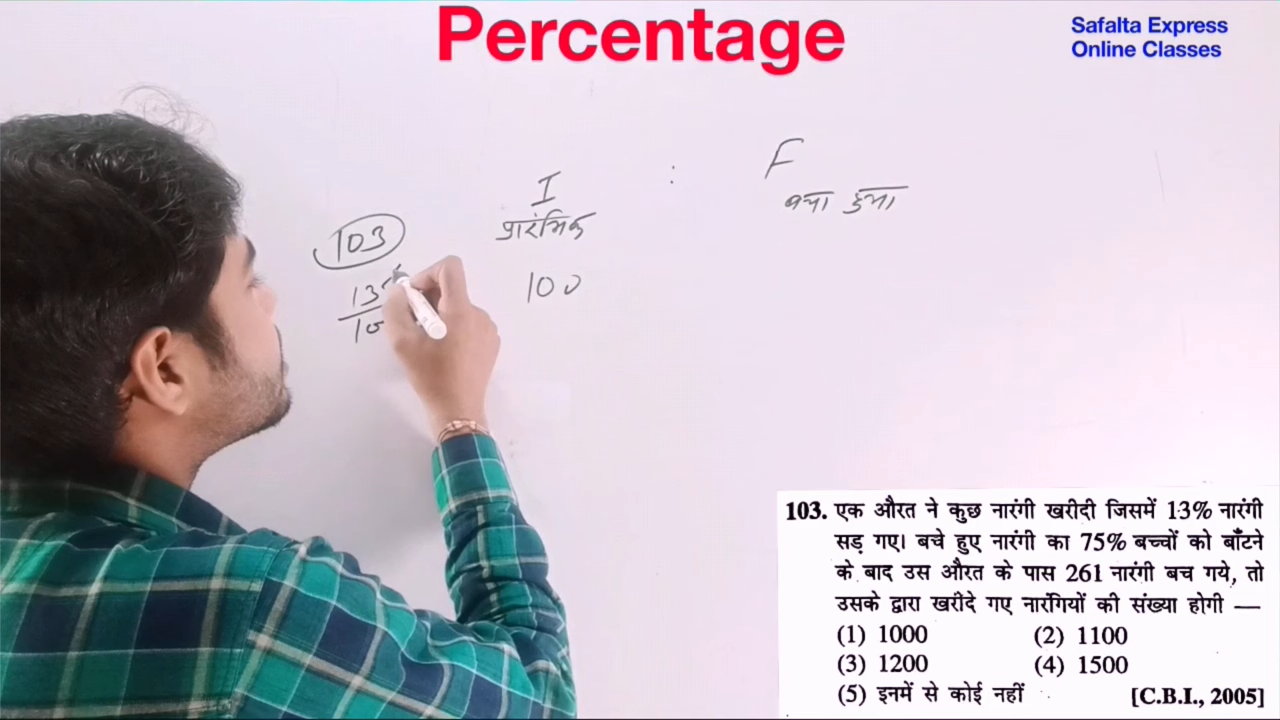 Percentage
Safalta Express
Online Classes
I : F
प्रारंभिक बचा हुआ
103
13%
100
103. एक औरत ने कुछ नारंगी खरीदी जिसमें 13% नारंगी
सड़ गए। बचे हुए नारंगी का 75% बच्चों को बाँटने
के बाद उस औरत के पास 261 नारंगी बच गये, तो
उसके द्वारा खरीदे गए नारंगियों की संख्या होगी —
(1) 1000 (2) 1100
(3) 1200 (4) 1500
(5) इनमें से कोई नहीं [C.B.I., 2005]